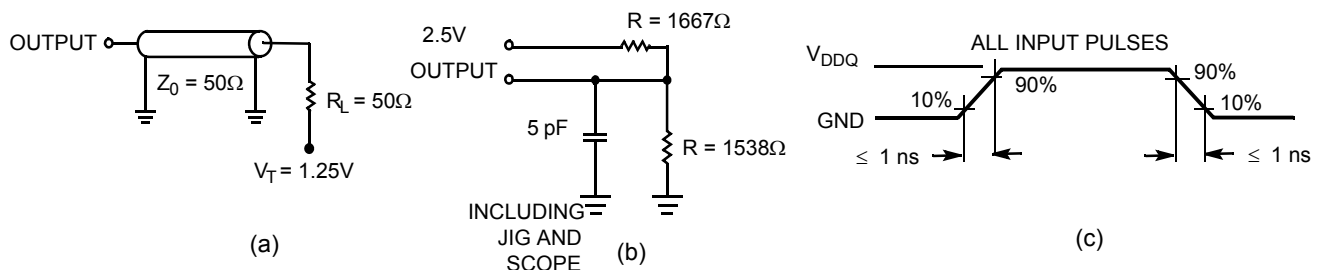 OUTPUT
Z0 = 50Ω
RL = 50Ω
VT = 1.25V
(a)
R = 1667Ω
2.5V
OUTPUT
5 pF
R = 1538Ω
INCLUDING
JIG AND
SCOPE
(b)
ALL INPUT PULSES
VDDQ
GND
10%
90%
90%
10%
≤ 1 ns
≤ 1 ns
(c)